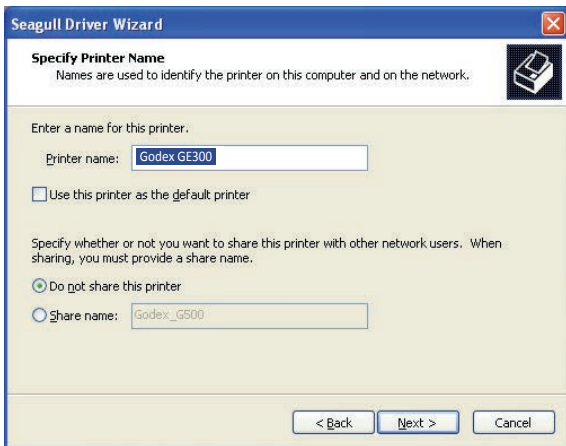 Seagull Driver Wizard
Specify Printer Name
Names are used to identify the printer on this computer and on the network.
Enter a name for this printer.
Printer name: Godex GE300
Use this printer as the default printer
Specify whether or not you want to share this printer with other network users. When
sharing, you must provide a share name.
Do not share this printer
Share name: Godex_G500
< Back Next > Cancel